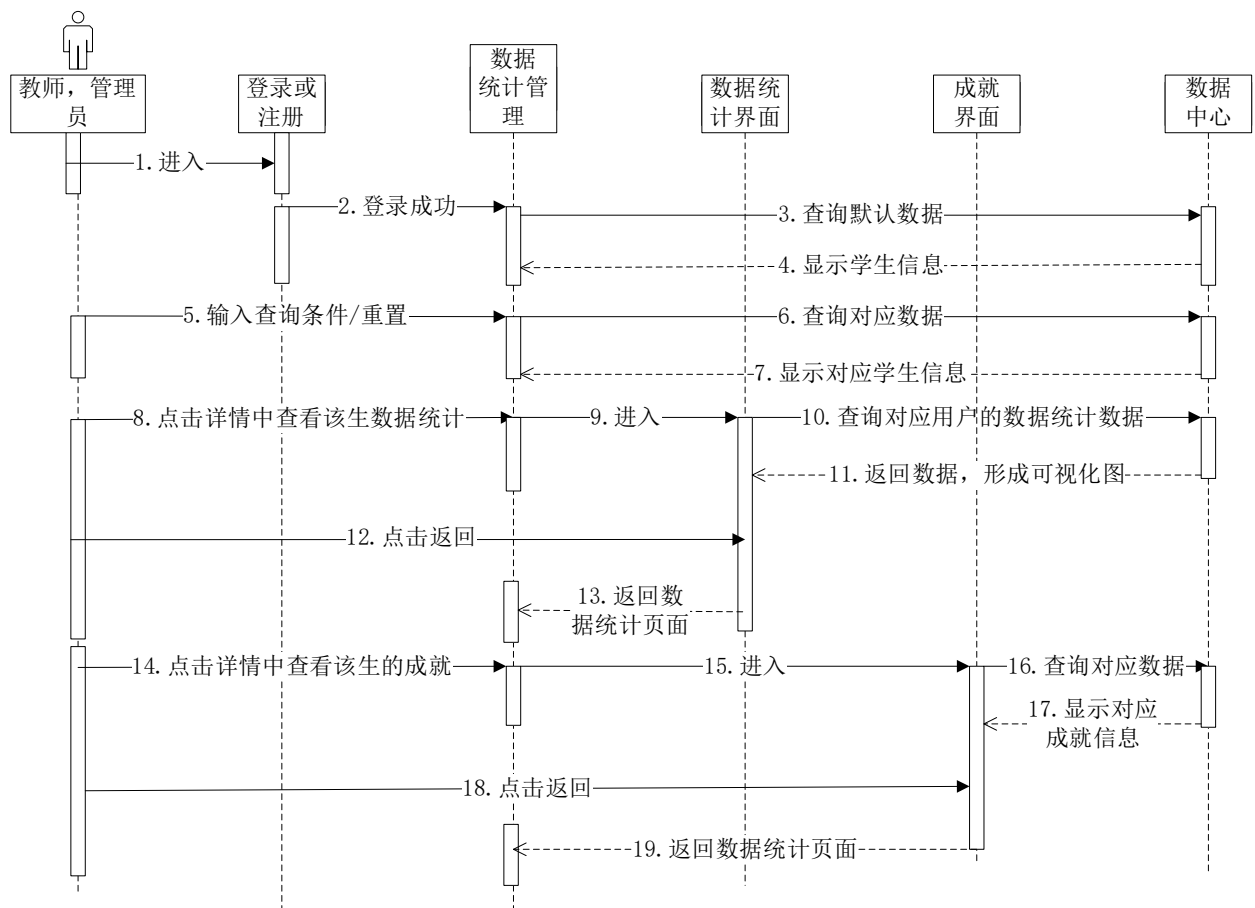 教师，管理
员
登录或
注册
数据
统计管
理
数据统
计界面
成就
界面
数据
中心
1.进入
2.登录成功
3.查询默认数据
4.显示学生信息
5.输入查询条件/重置
6.查询对应数据
7.显示对应学生信息
8.点击详情中查看该生数据统计
9.进入
10.查询对应用户的数据统计数据
11.返回数据，形成可视化图
12.点击返回
13.返回数
据统计页面
14.点击详情中查看该生的成就
15.进入
16.查询对应数据
17.显示对应
成就信息
18.点击返回
19.返回数据统计页面